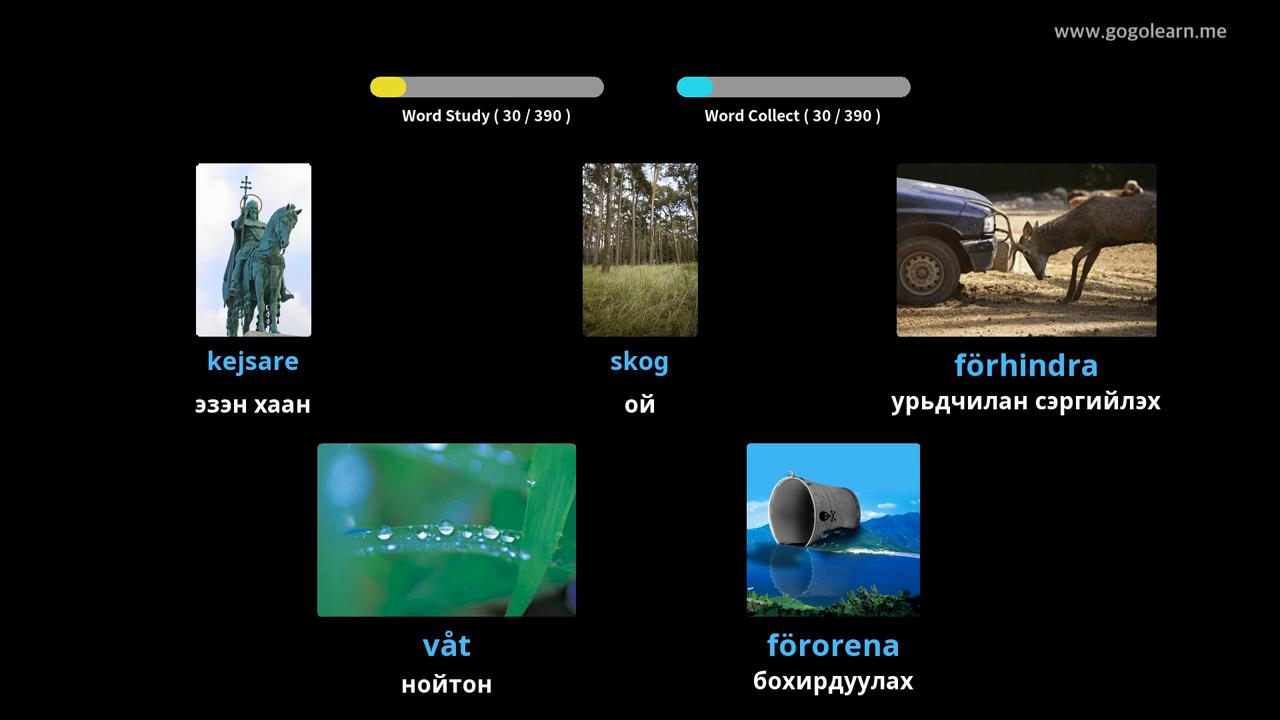 www.gogolearn.me
Word Study ( 30 / 390 )
Word Collect ( 30 / 390 )
kejsare
эзэн хаан
skog
ой
förhindra
урьдчилан сэргийлэх
våt
нойтон
förorena
бохирдуулах